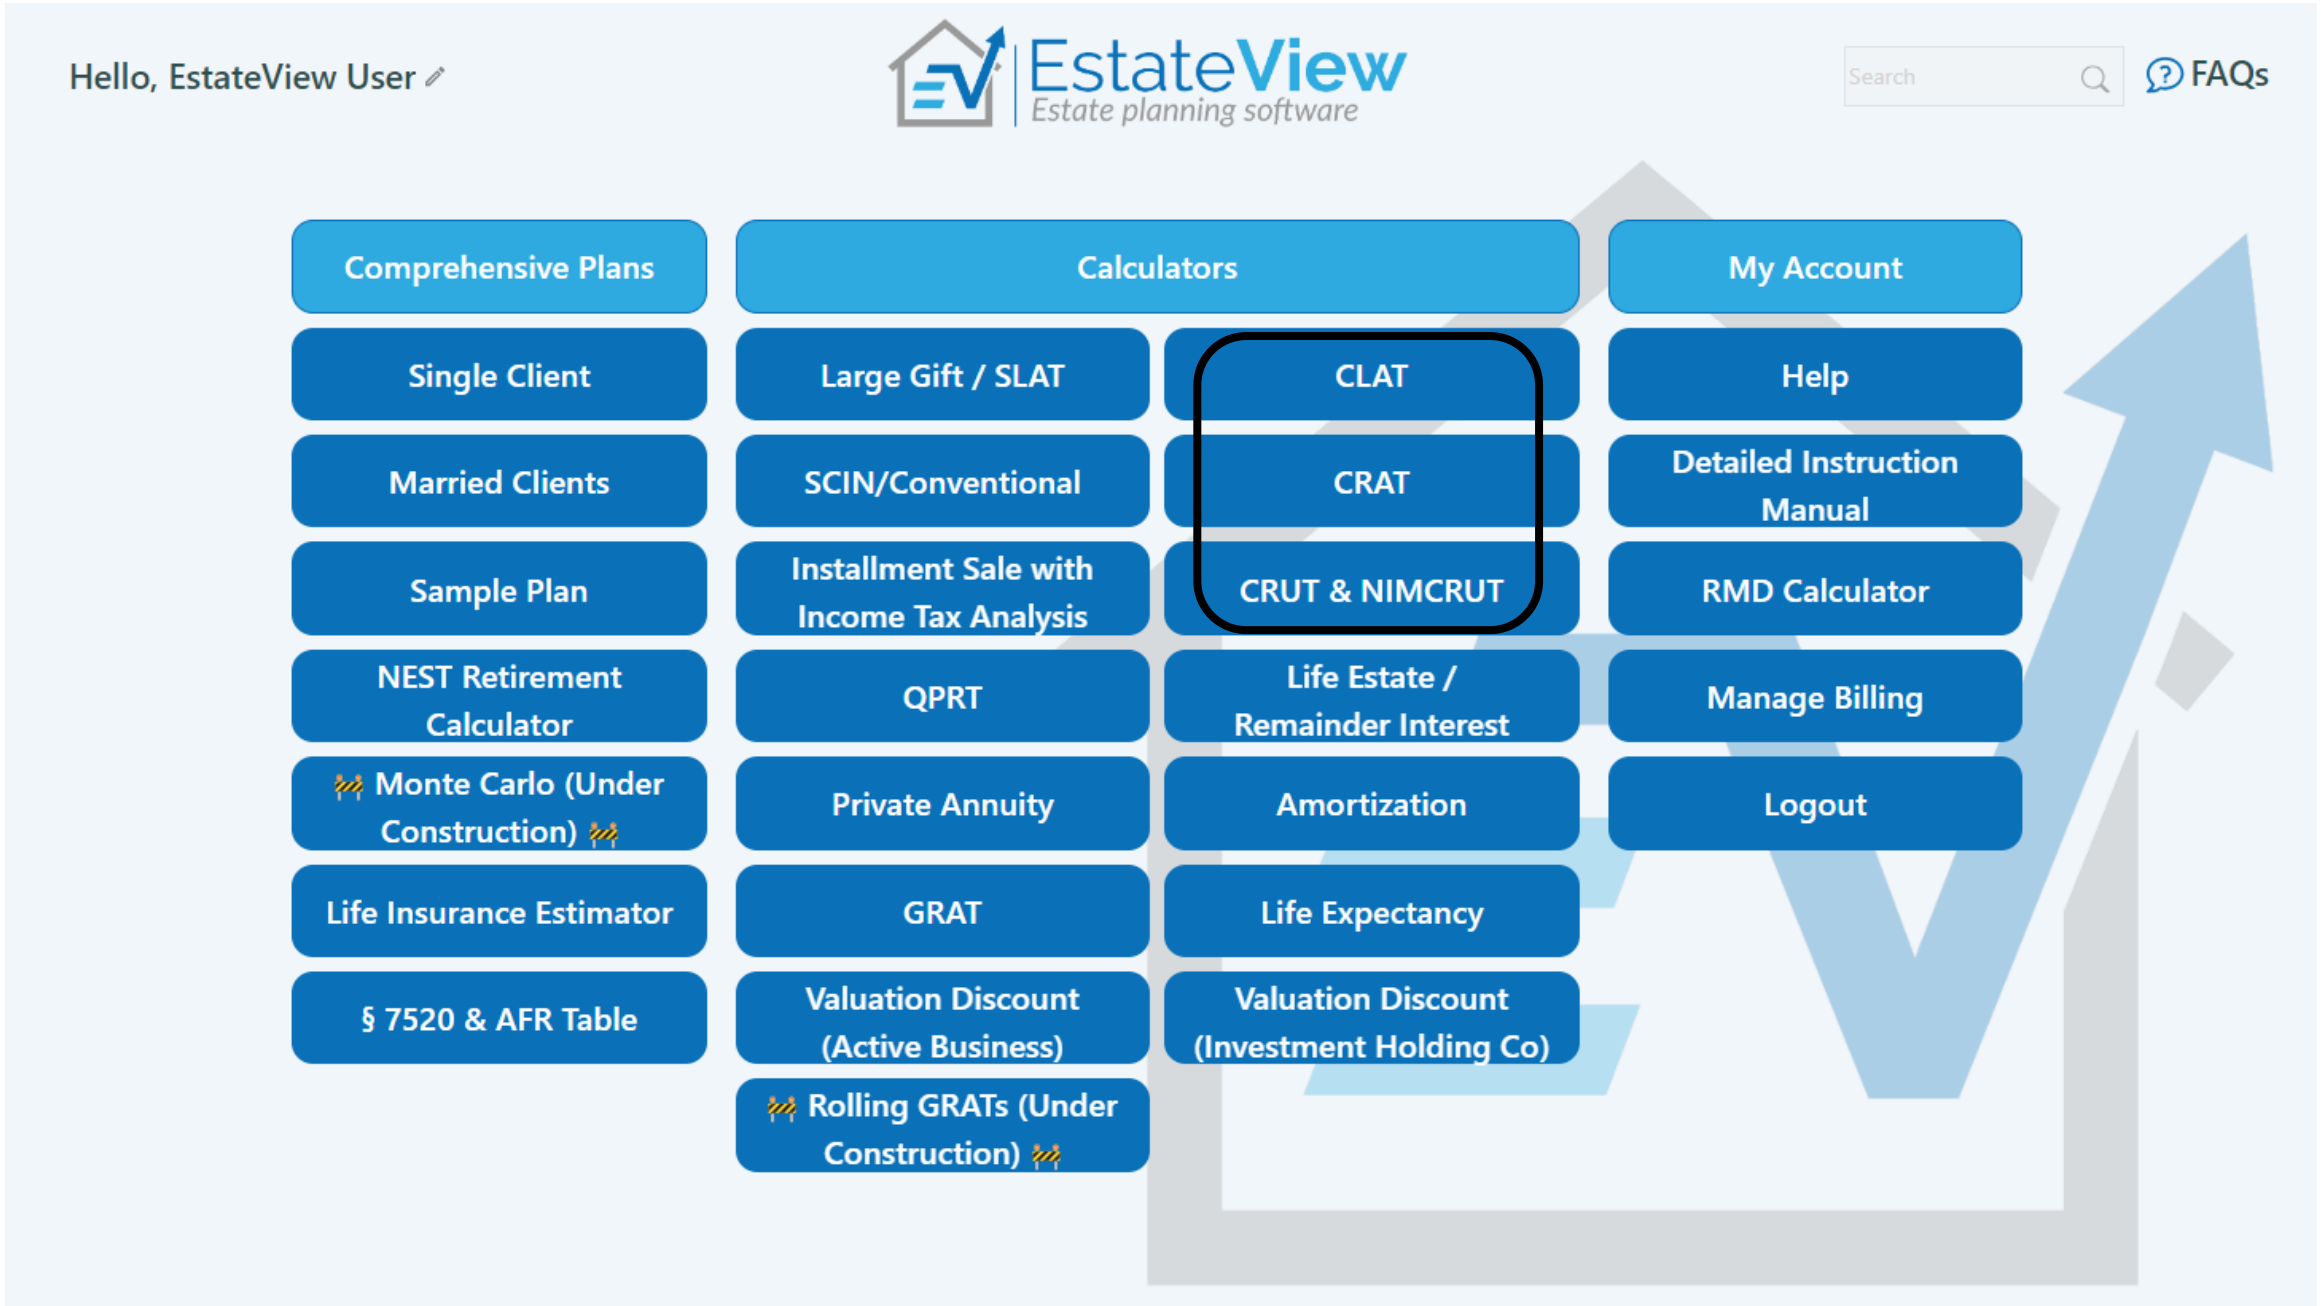 Hello, EstateView User
EstateView
Estate planning software
Search
FAQs
Comprehensive Plans
Calculators
My Account
Single Client
Large Gift / SLAT
CLAT
Help
Married Clients
SCIN/Conventional
CRAT
Detailed Instruction
Manual
Sample Plan
Installment Sale with
Income Tax Analysis
CRUT & NIMCRUT
RMD Calculator
NEST Retirement
Calculator
QPRT
Life Estate /
Remainder Interest
Manage Billing
🚧 Monte Carlo (Under
Construction) 🚧
Private Annuity
Amortization
Logout
Life Insurance Estimator
GRAT
Life Expectancy
§ 7520 & AFR Table
Valuation Discount
(Active Business)
Valuation Discount
(Investment Holding Co)
🚧 Rolling GRATs (Under
Construction) 🚧